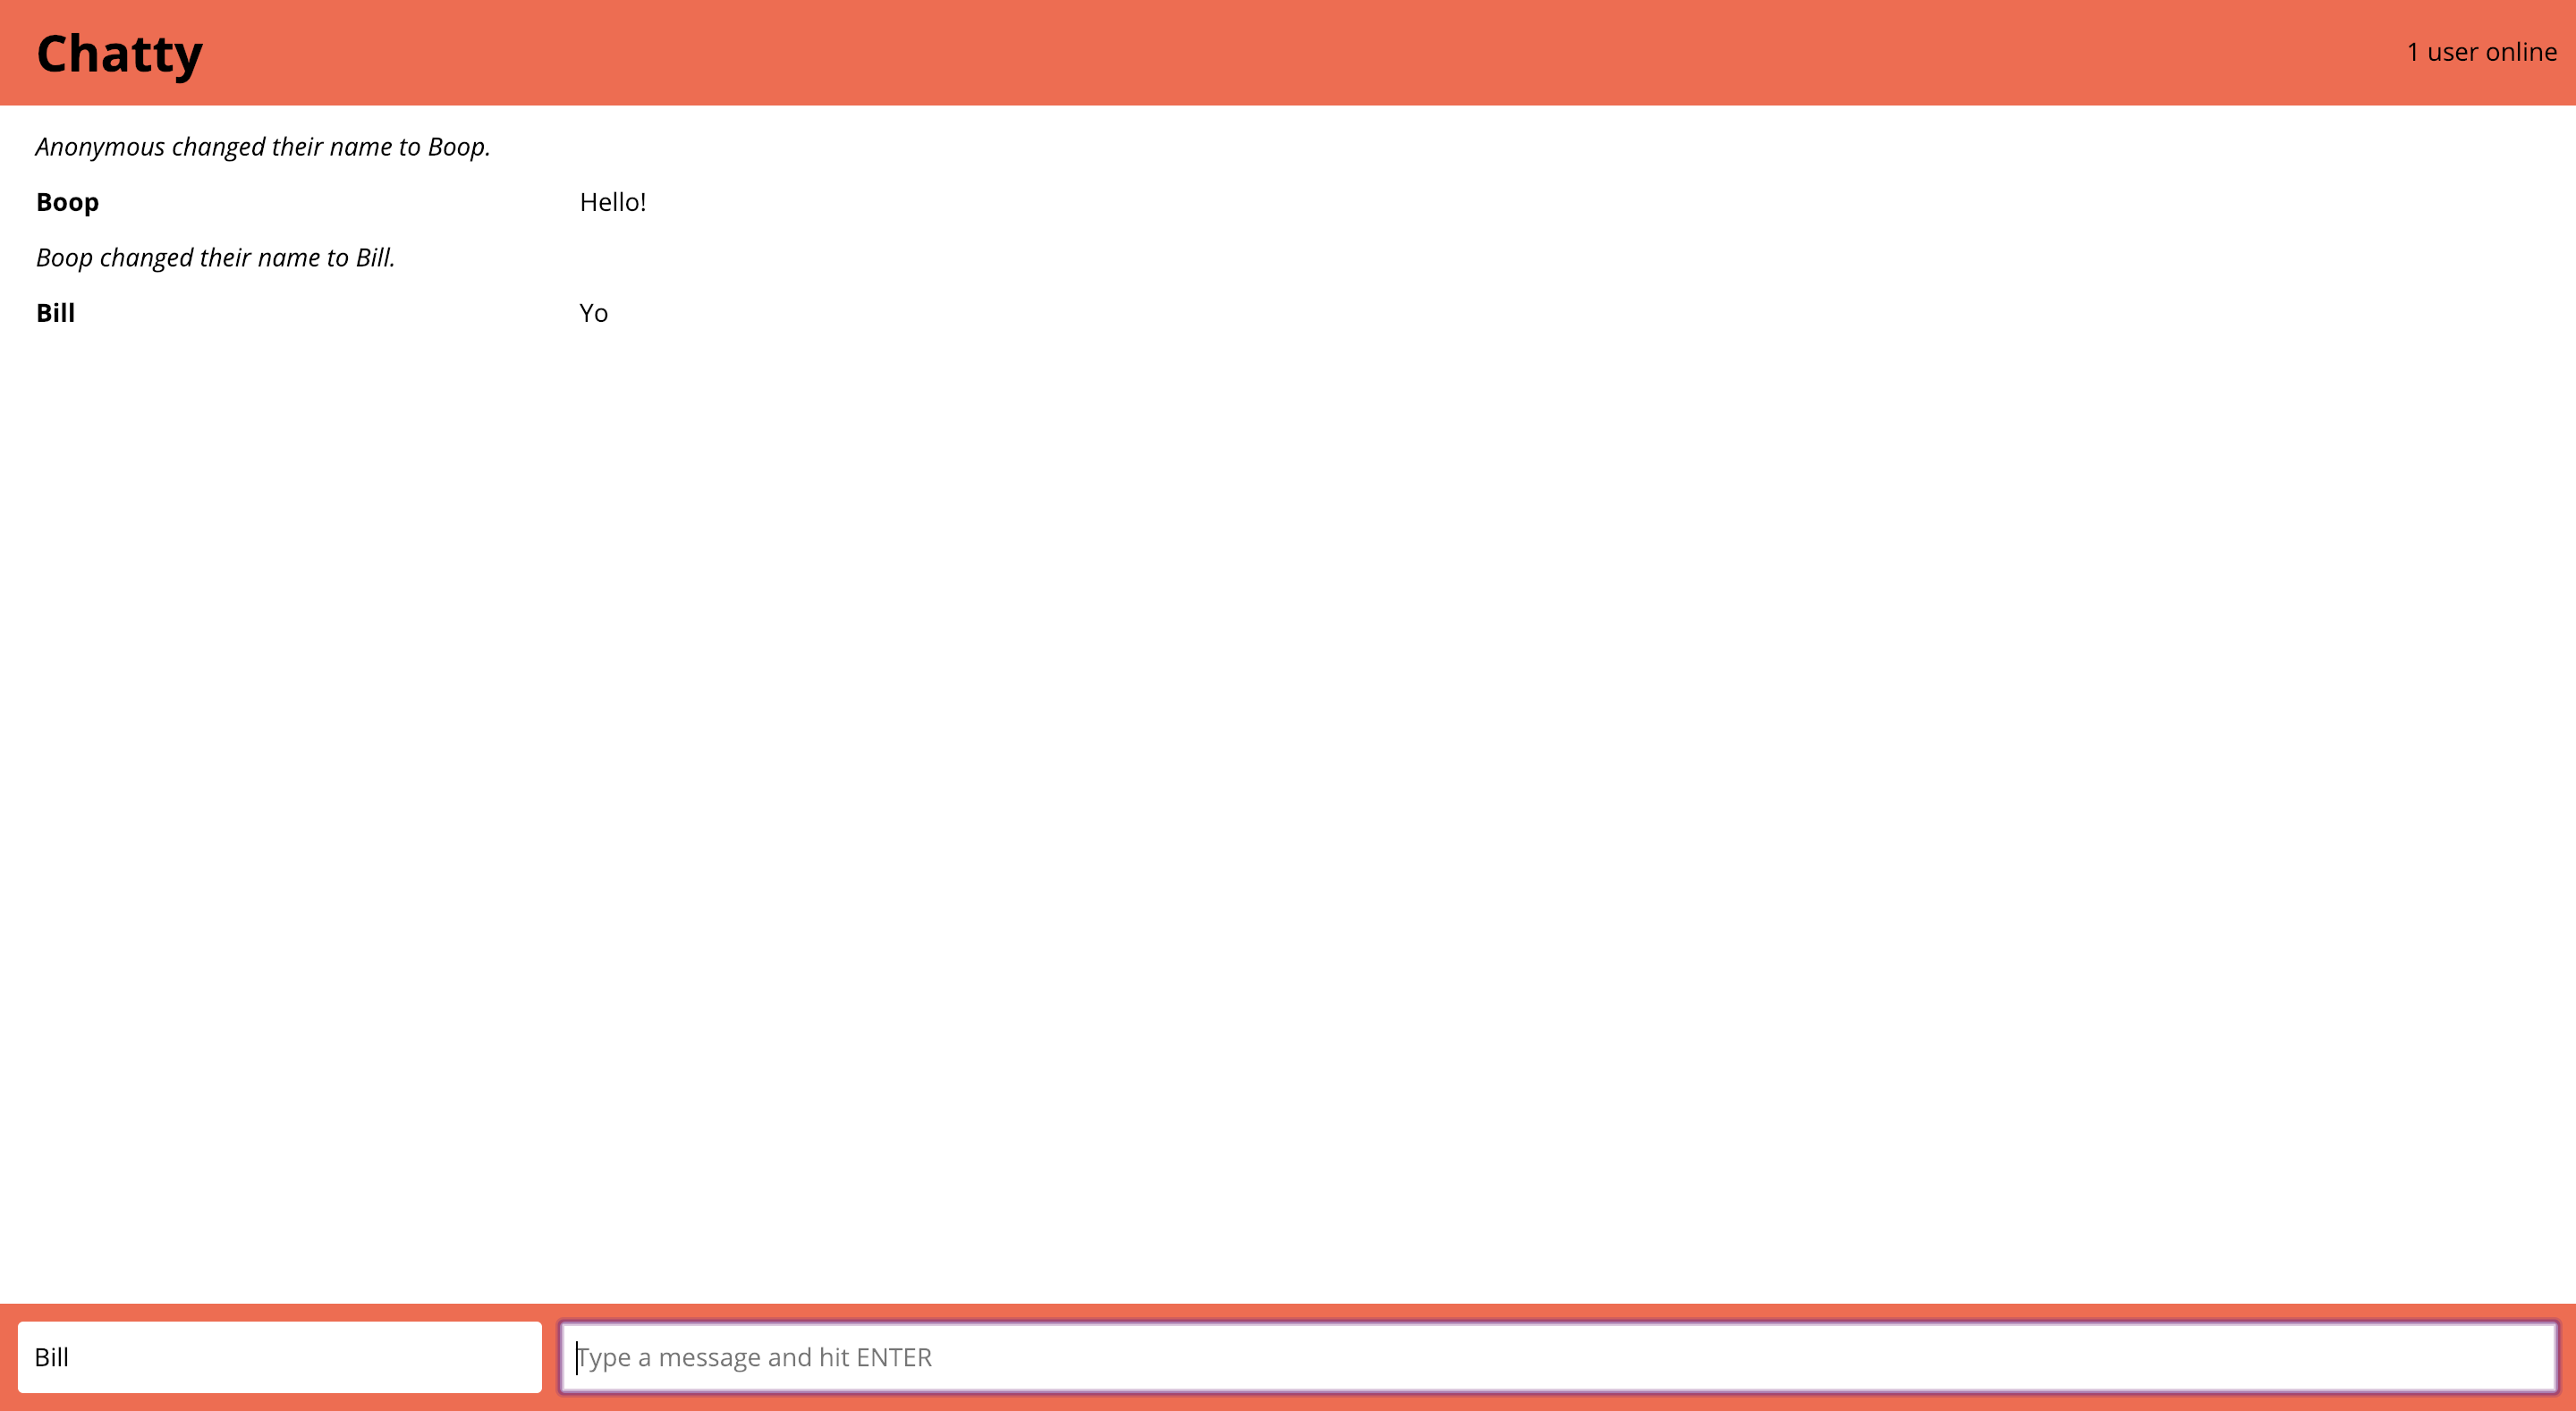 Chatty
1 user online
Anonymous changed their name to Boop.
Boop Hello!
Boop changed their name to Bill.
Bill Yo
Bill Type a message and hit ENTER